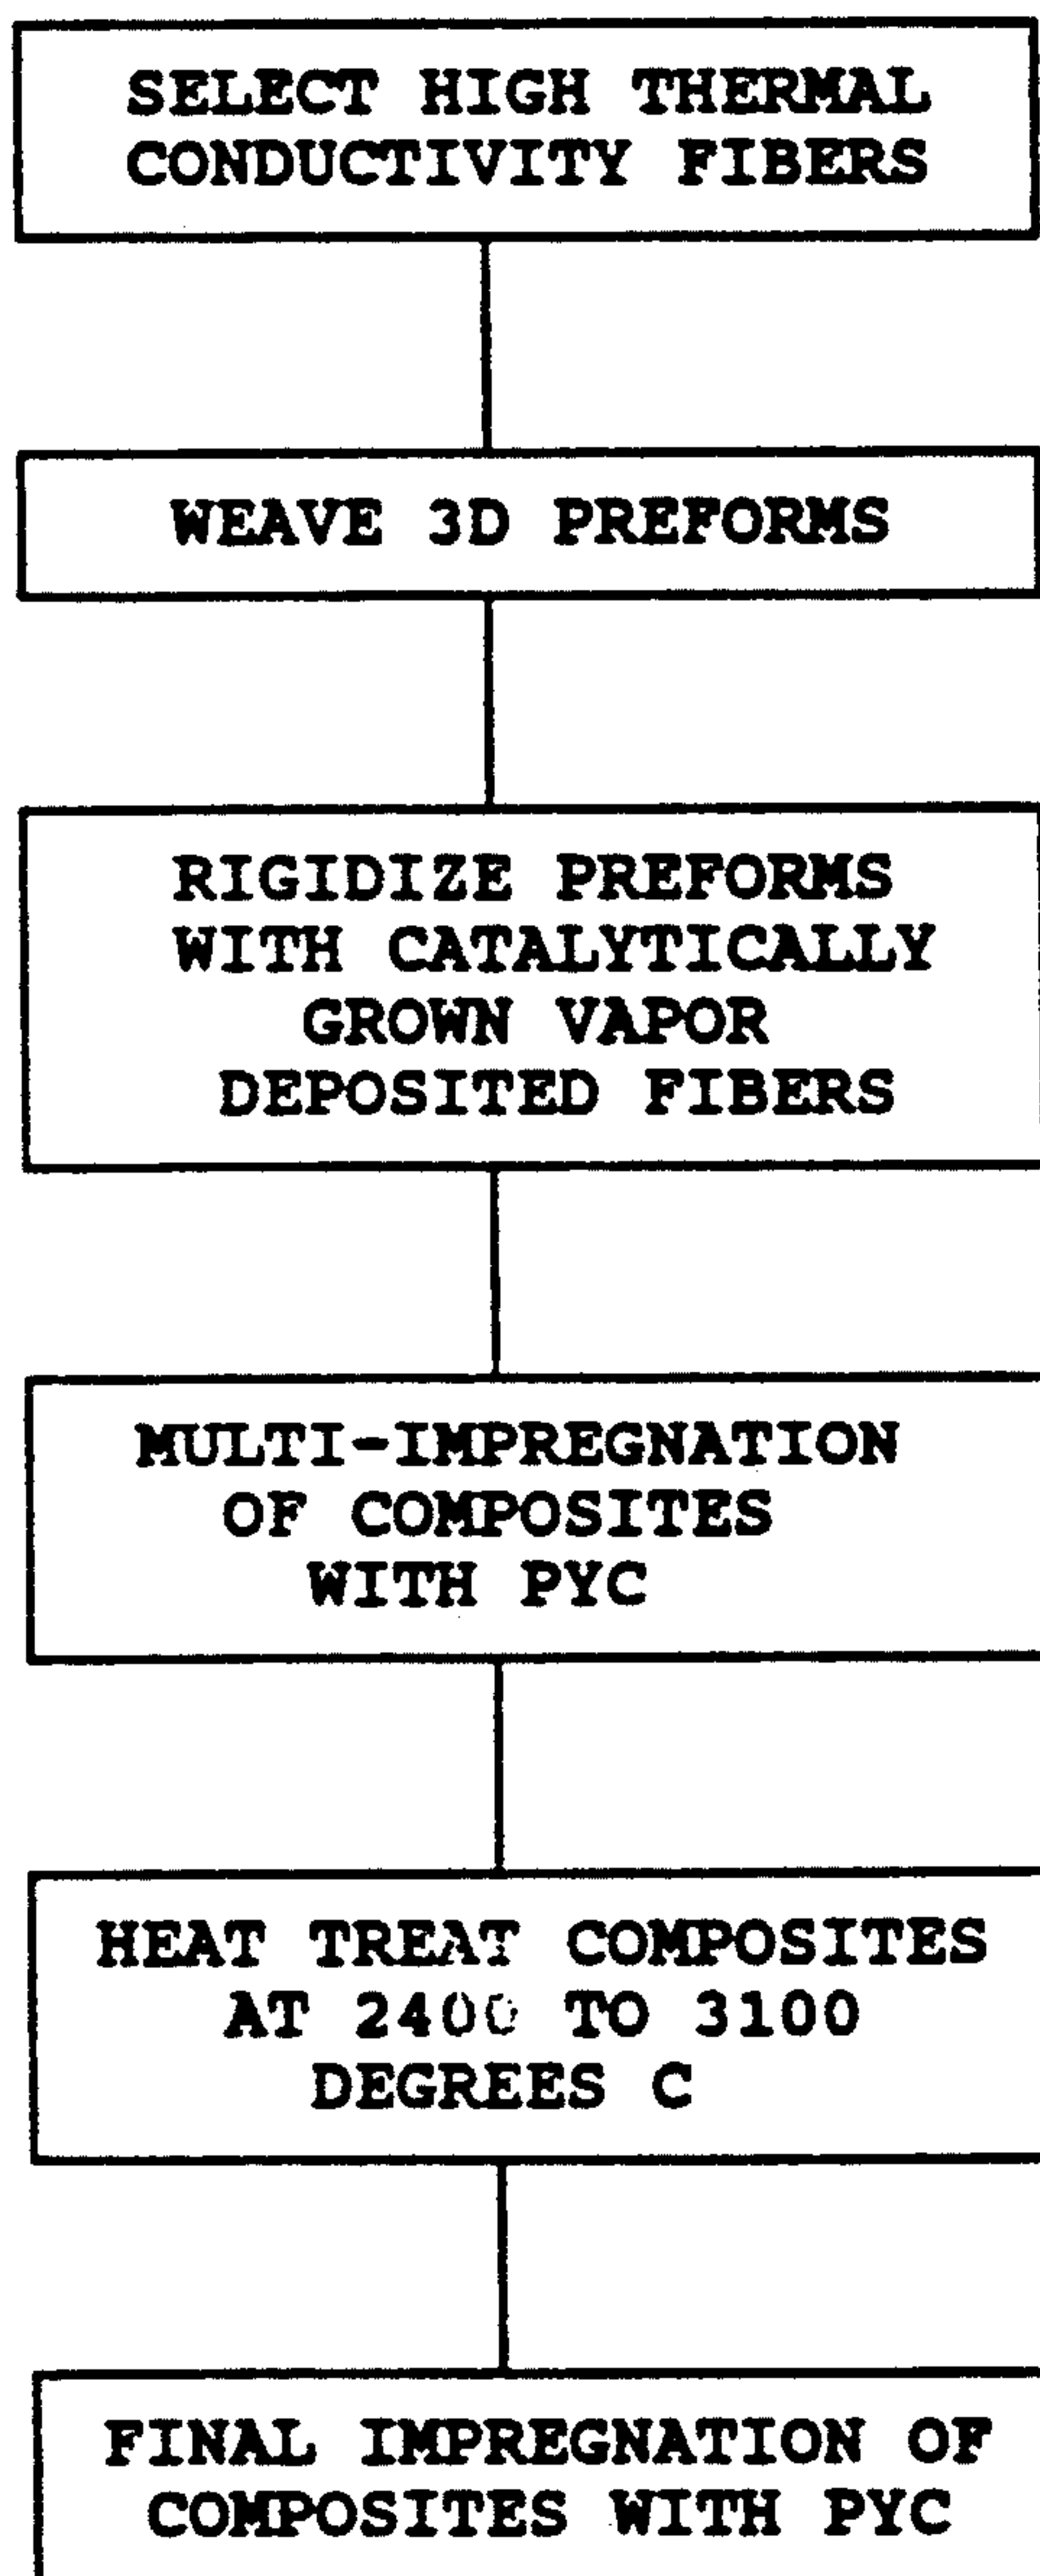 SELECT HIGH THERMAL
CONDUCTIVITY FIBERS
WEAVE 3D PREFORMS
RIGIDIZE PREFORMS
WITH CATALYTICALLY
GROWN VAPOR
DEPOSITED FIBERS
MULTI-IMPREGNATION
OF COMPOSITES
WITH PYC
HEAT TREAT COMPOSITES
AT 2400 TO 3100
DEGREES C
FINAL IMPREGNATION OF
COMPOSITES WITH PYC